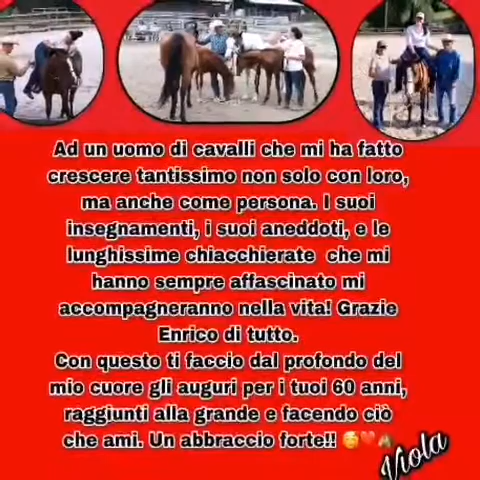 Ad un uomo di cavalli che mi ha fatto
crescere tantissimo non solo con loro,
ma anche come persona. I suoi
insegnamenti, i suoi aneddoti, e le
lunghissime chiacchierate che mi
hanno sempre affascinato mi
accompagneranno nella vita! Grazie
Enrico di tutto.
Con questo ti faccio dal profondo del
mio cuore gli auguri per i tuoi 60 anni,
raggiunti alla grande e facendo ciò
che ami. Un abbraccio forte!! 🥰❤️🙏
Viola